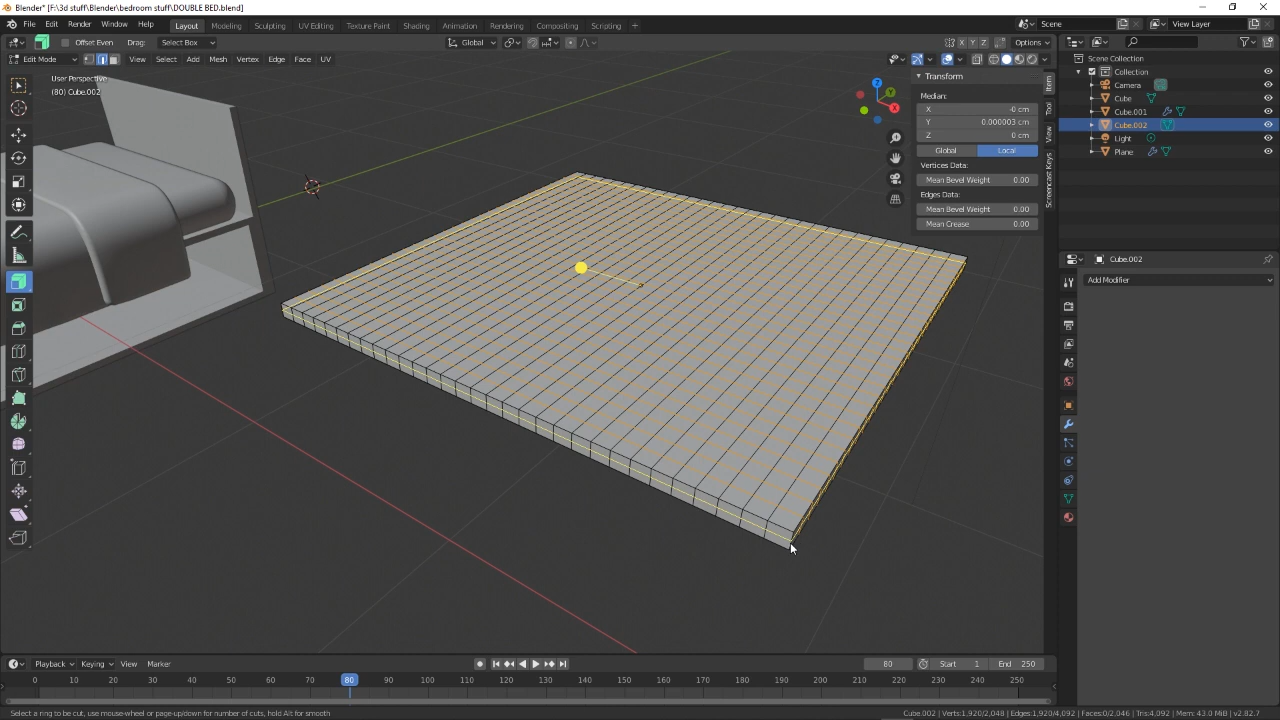 Blender* [F:\3d stuff\Blender\bedroom stuff\DOUBLE BED.blend]
File Edit Render Window Help Layout Modeling Sculpting UV Editing Texture Paint Shading Animation Rendering Compositing Scripting + Scene View Layer
Offset Even Drag: Select Box Global X Y Z Options
Edit Mode View Select Add Mesh Vertex Edge Face UV
User Perspective
(80) Cube.002
Transform
Median:
X -0 cm
Y 0.000003 cm
Z 0 cm
Global Local
Vertices Data:
Mean Bevel Weight 0.00
Edges Data:
Mean Bevel Weight 0.00
Mean Crease 0.00
Item
Tool
View
Screencast Keys
Z
Y
X
Scene Collection
Collection
Camera
Cube
Cube.001
Cube.002
Light
Plane
Cube.002
Add Modifier
Playback Keying View Marker 80 Start 1 End 250
0 10 20 30 40 50 60 70 80 90 100 110 120 130 140 150 160 170 180 190 200 210 220 230 240 250
Select a ring to be cut, use mouse-wheel or page-up/down for number of cuts, hold Alt for smooth
Cube.002 | Verts:1,920/2,048 | Edges:1,920/4,092 | Faces:0/2,046 | Tris:4,092 | Mem: 43.0 MiB | v2.82.7